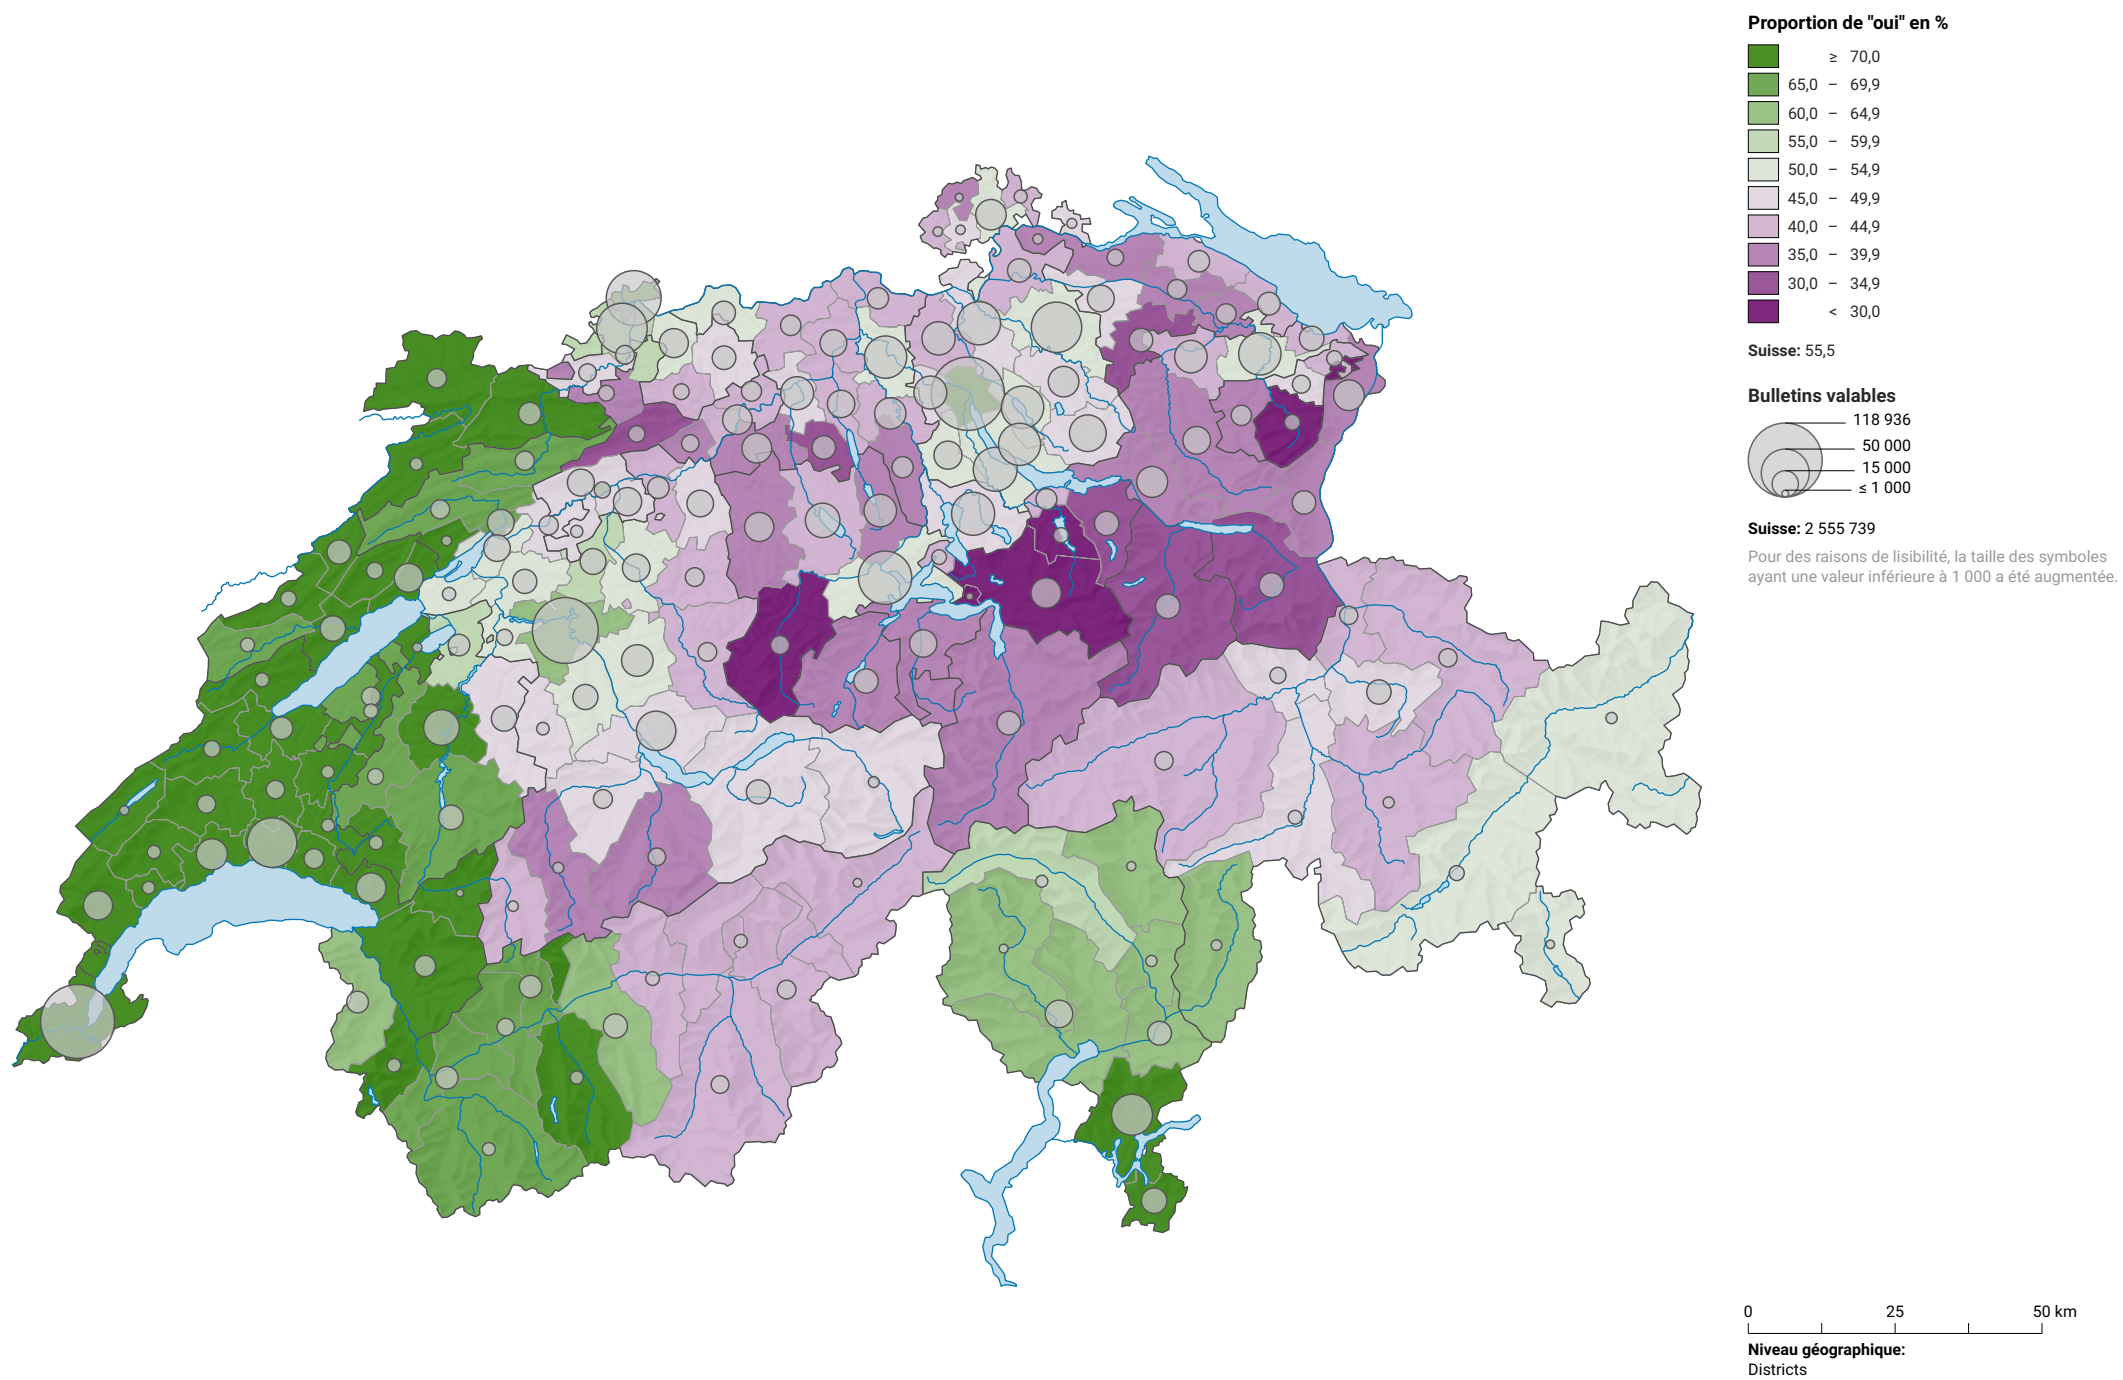 Proportion de "oui" en %
≥ 70,0
65,0 – 69,9
60,0 – 64,9
55,0 – 59,9
50,0 – 54,9
45,0 – 49,9
40,0 – 44,9
35,0 – 39,9
30,0 – 34,9
< 30,0
Suisse: 55,5
Bulletins valables
118 936
50 000
15 000
≤ 1 000
Suisse: 2 555 739
Pour des raisons de lisibilité, la taille des symboles
ayant une valeur inférieure à 1 000 a été augmentée.
0 25 50 km
Niveau géographique:
Districts